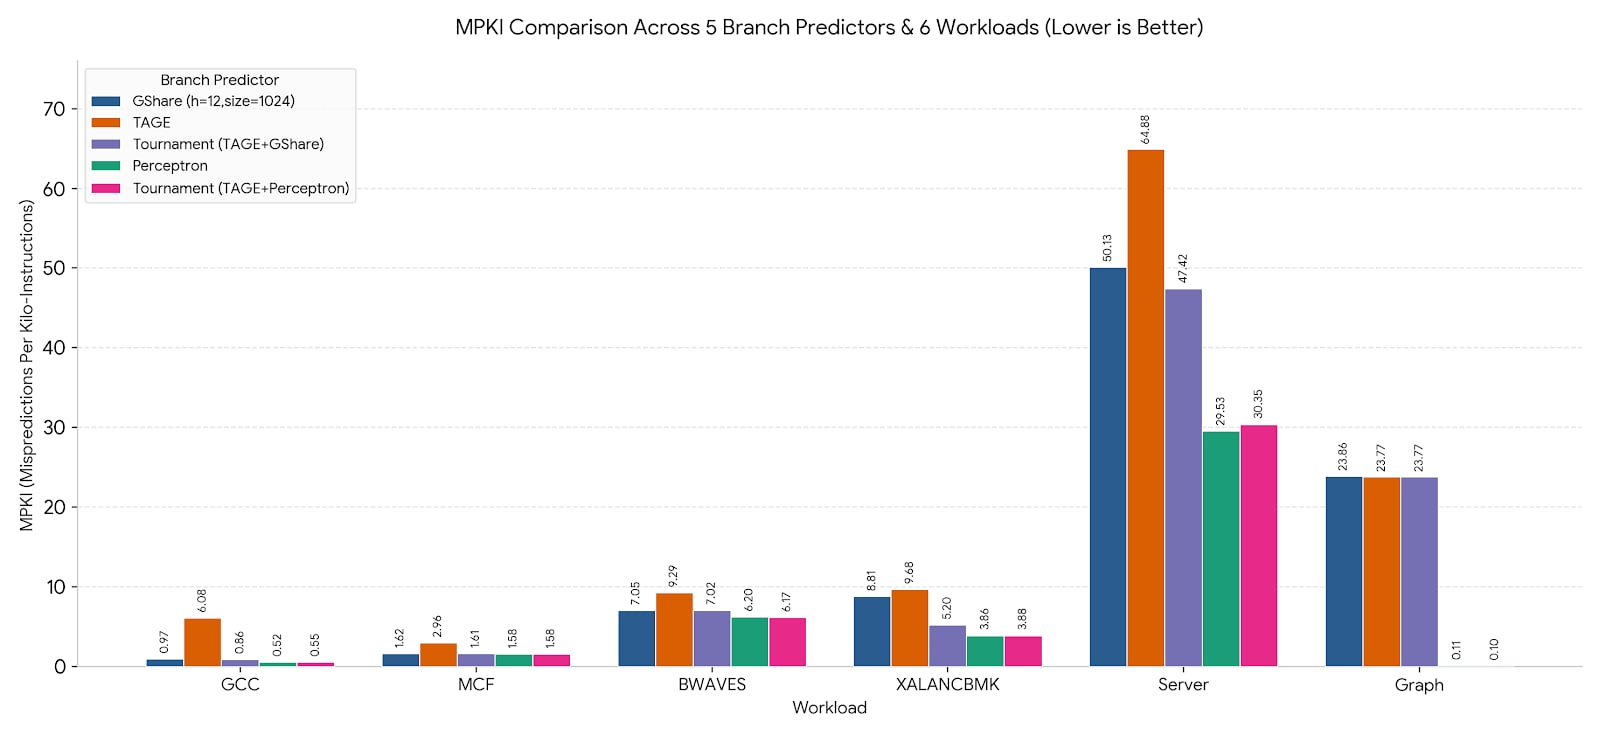 MPKI Comparison Across 5 Branch Predictors & 6 Workloads (Lower is Better)
Branch Predictor
GShare (h=12,size=1024)
TAGE
Tournament (TAGE+GShare)
Perceptron
Tournament (TAGE+Perceptron)
MPKI (Mispredictions Per Kilo-Instructions)
70
60
50
40
30
20
10
0
0.97
6.08
0.86
0.52
0.55
1.62
2.96
1.61
1.58
1.58
7.05
9.29
7.02
6.20
6.17
8.81
9.68
5.20
3.86
3.88
50.13
64.88
47.42
29.53
30.35
23.86
23.77
23.77
0.11
0.10
GCC
MCF
BWAVES
XALANCBMK
Server
Graph
Workload